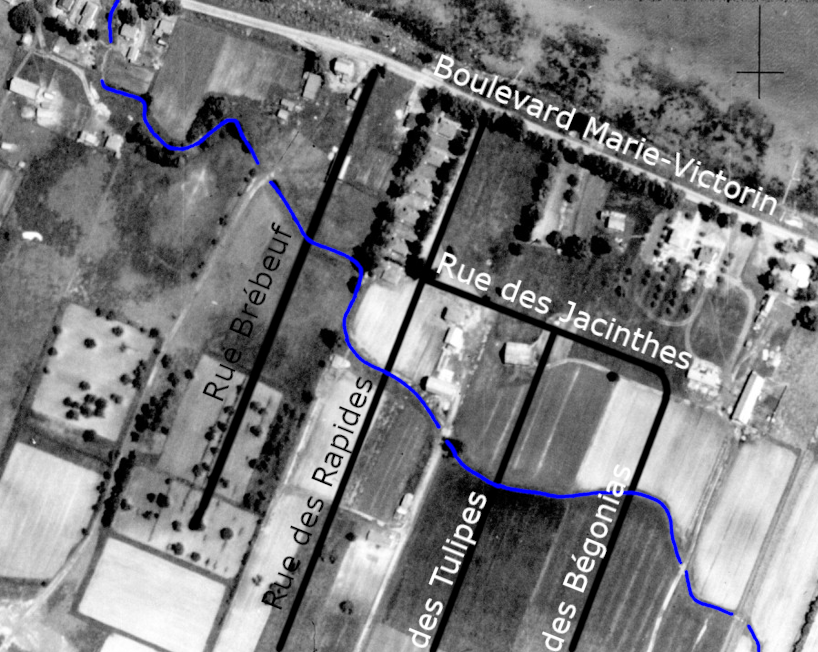 Boulevard Marie-Victorin
Rue des Jacinthes
Rue Brébeuf
Rue des Rapides
des Tulipes
des Bégonias